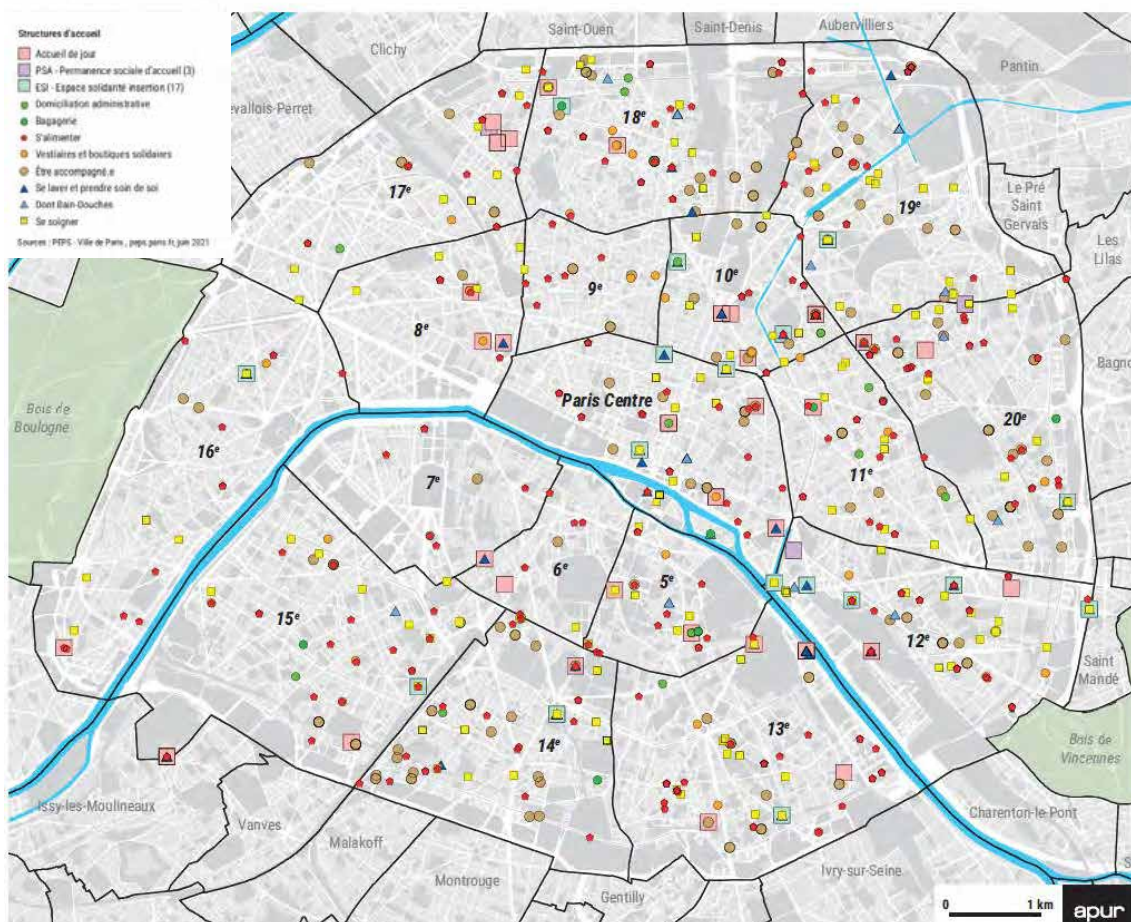 Structures d'accueil
Accueil de jour
PSA - Permanence sociale d'accueil (3)
ESI - Espace solidarité insertion (17)
Domiciliation administrative
Bagagerie
S'alimenter
Vestiaires et boutiques solidaires
Être accompagné.e
Se laver et prendre soin de soi
Dont Bain-Douches
Se soigner
Sources : PEPS - Ville de Paris, peps.paris.fr, juin 2021
Saint-Ouen
Saint-Denis
Aubervilliers
Clichy
Pantin
evallois-Perret
18e
17e
19e
Le Pré
Saint
Gervais
Les
Lilas
10e
9e
8e
Bagno
Paris Centre
Bois de
Boulogne
20e
16e
11e
7e
6e
5e
15e
12e
Saint
Mandé
13e
14e
Bois de
Vincennes
Issy-les-Moulineaux
Charenton-le-Pont
Vanves
Malakoff
Ivry-sur-Seine
Montrouge
Gentilly
0 1 km
apur